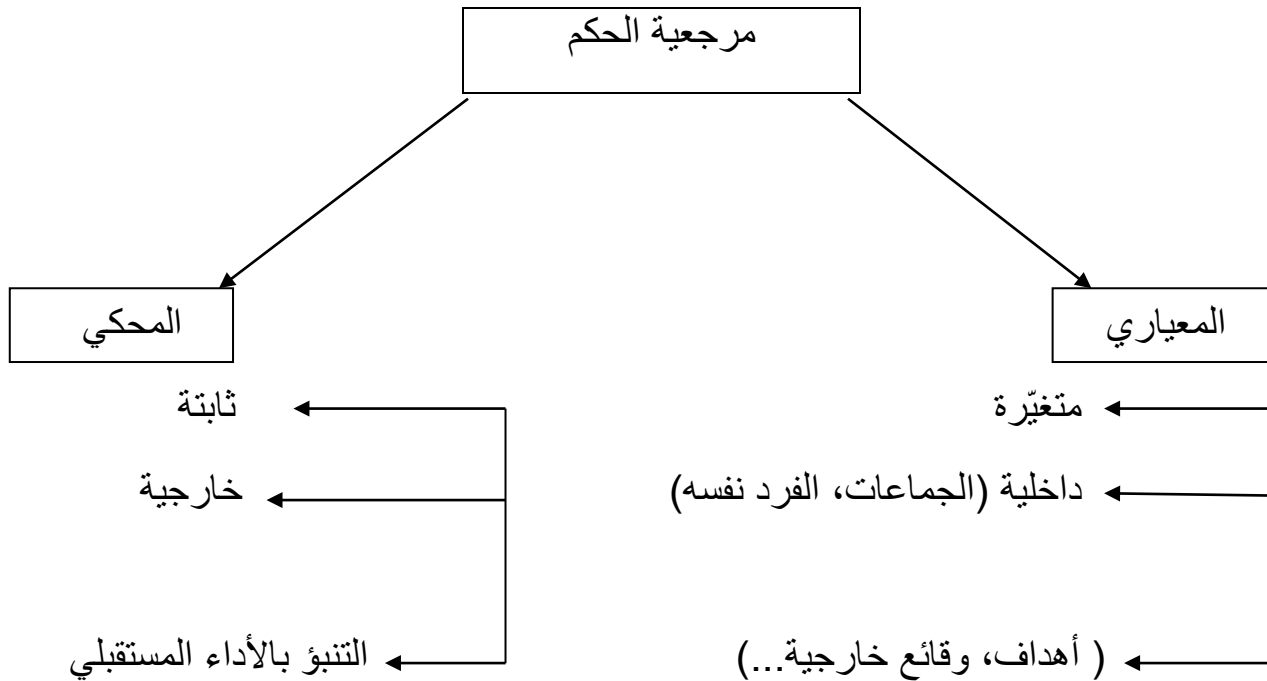 مرجعية الحكم
المعياري
المحكي
متغيّرة
ثابتة
داخلية (الجماعات، الفرد نفسه)
خارجية
( أهداف، وقائع خارجية...)
التنبؤ بالأداء المستقبلي